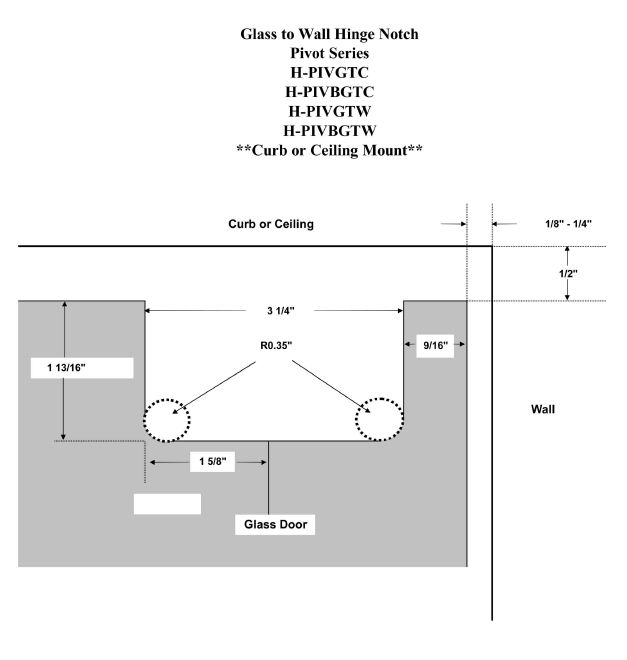 Glass to Wall Hinge Notch
Pivot Series
H-PIVGTC
H-PIVBGTC
H-PIVGTW
H-PIVBGTW
**Curb or Ceiling Mount**
Curb or Ceiling
1/8" - 1/4"
1/2"
3 1/4"
R0.35"
9/16"
1 13/16"
Wall
1 5/8"
Glass Door